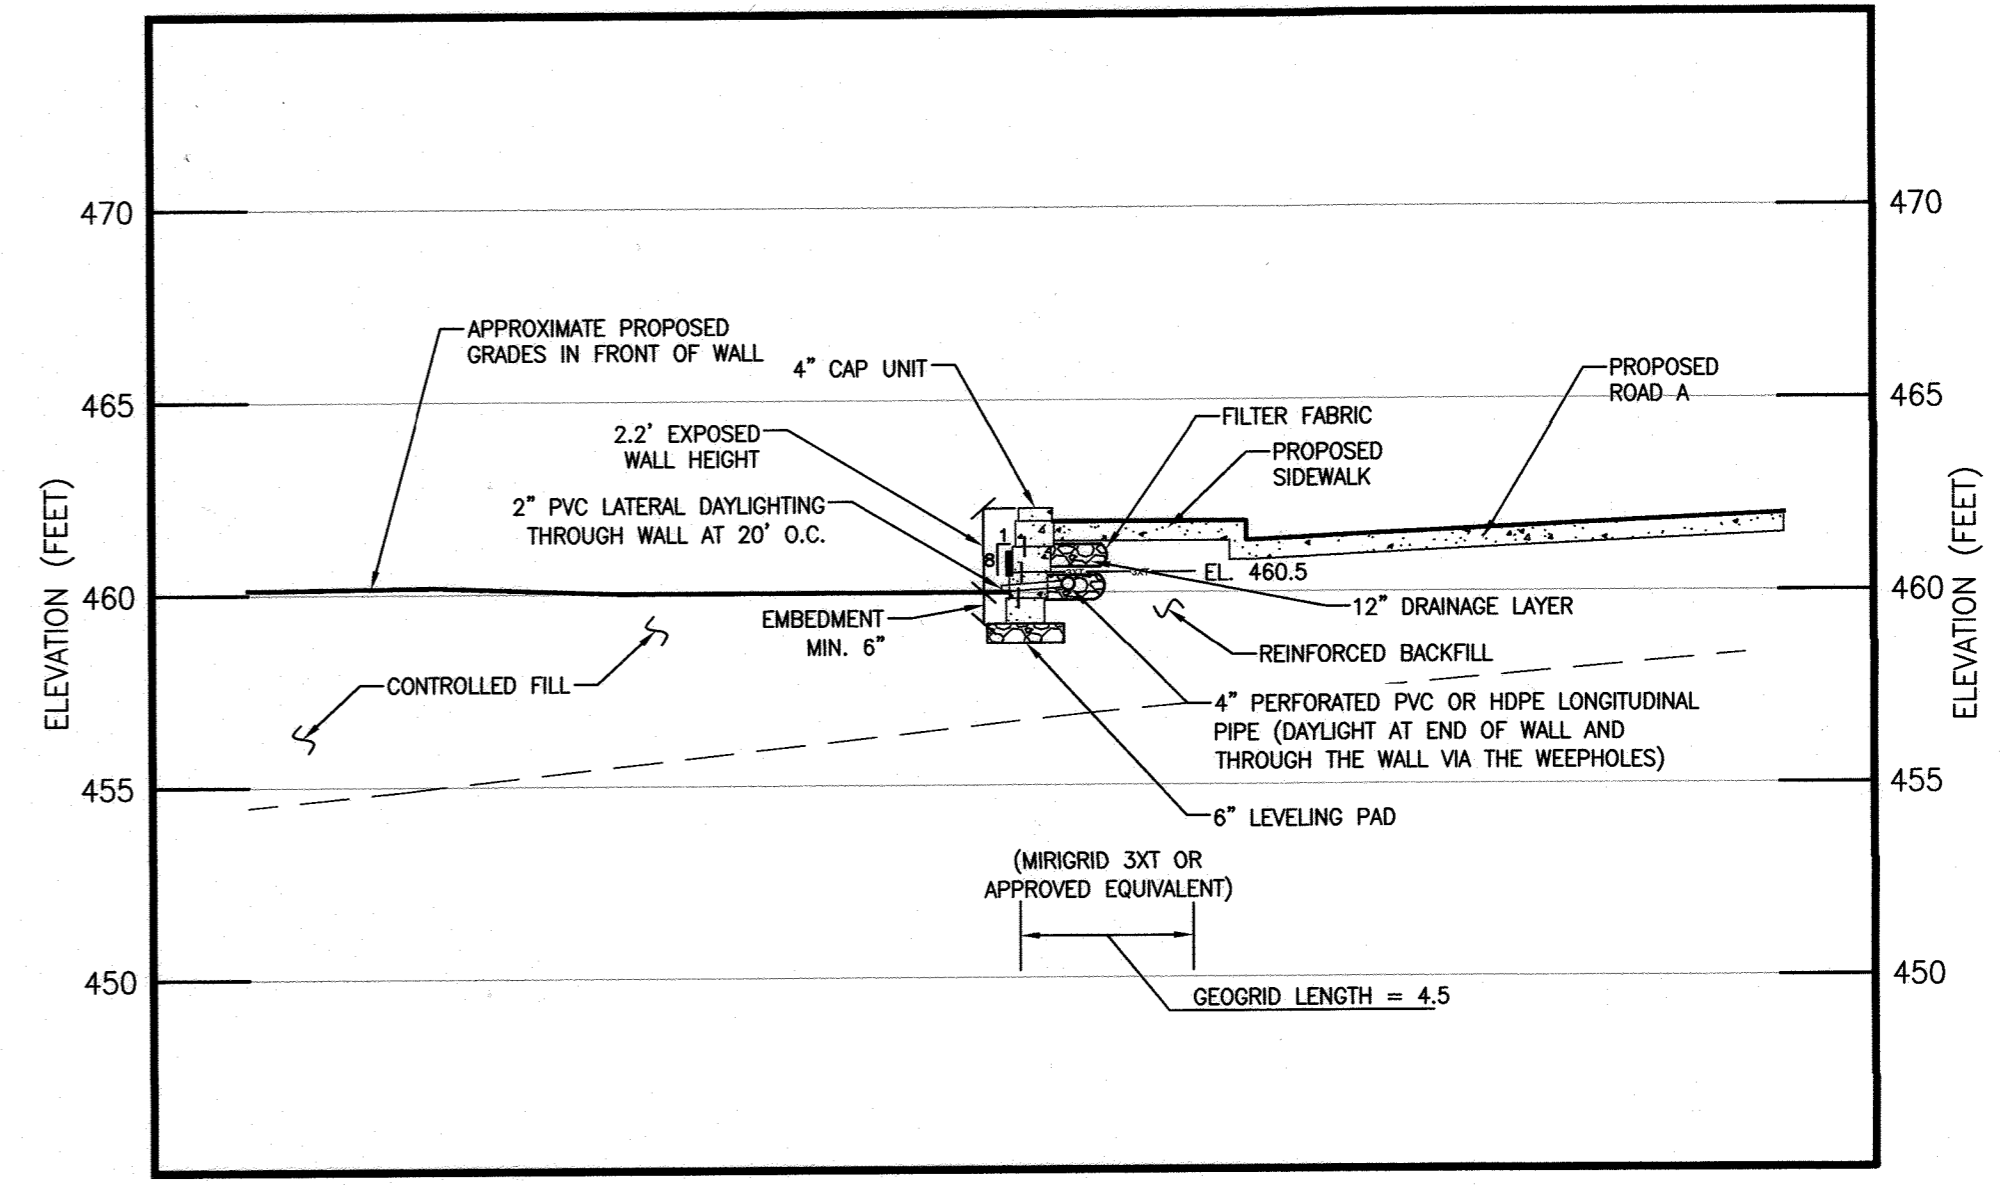 470
470
APPROXIMATE PROPOSED
GRADES IN FRONT OF WALL
4" CAP UNIT
PROPOSED
ROAD A
465
465
FILTER FABRIC
2.2' EXPOSED
WALL HEIGHT
PROPOSED
SIDEWALK
2" PVC LATERAL DAYLIGHTING
THROUGH WALL AT 20' O.C.
1
8
3XT
3XT
EL. 460.5
460
460
12" DRAINAGE LAYER
EMBEDMENT
MIN. 6"
REINFORCED BACKFILL
CONTROLLED FILL
4" PERFORATED PVC OR HDPE LONGITUDINAL
PIPE (DAYLIGHT AT END OF WALL AND
THROUGH THE WALL VIA THE WEEPHOLES)
455
455
6" LEVELING PAD
(MIRIGRID 3XT OR
APPROVED EQUIVALENT)
450
450
GEOGRID LENGTH = 4.5
ELEVATION (FEET)
ELEVATION (FEET)